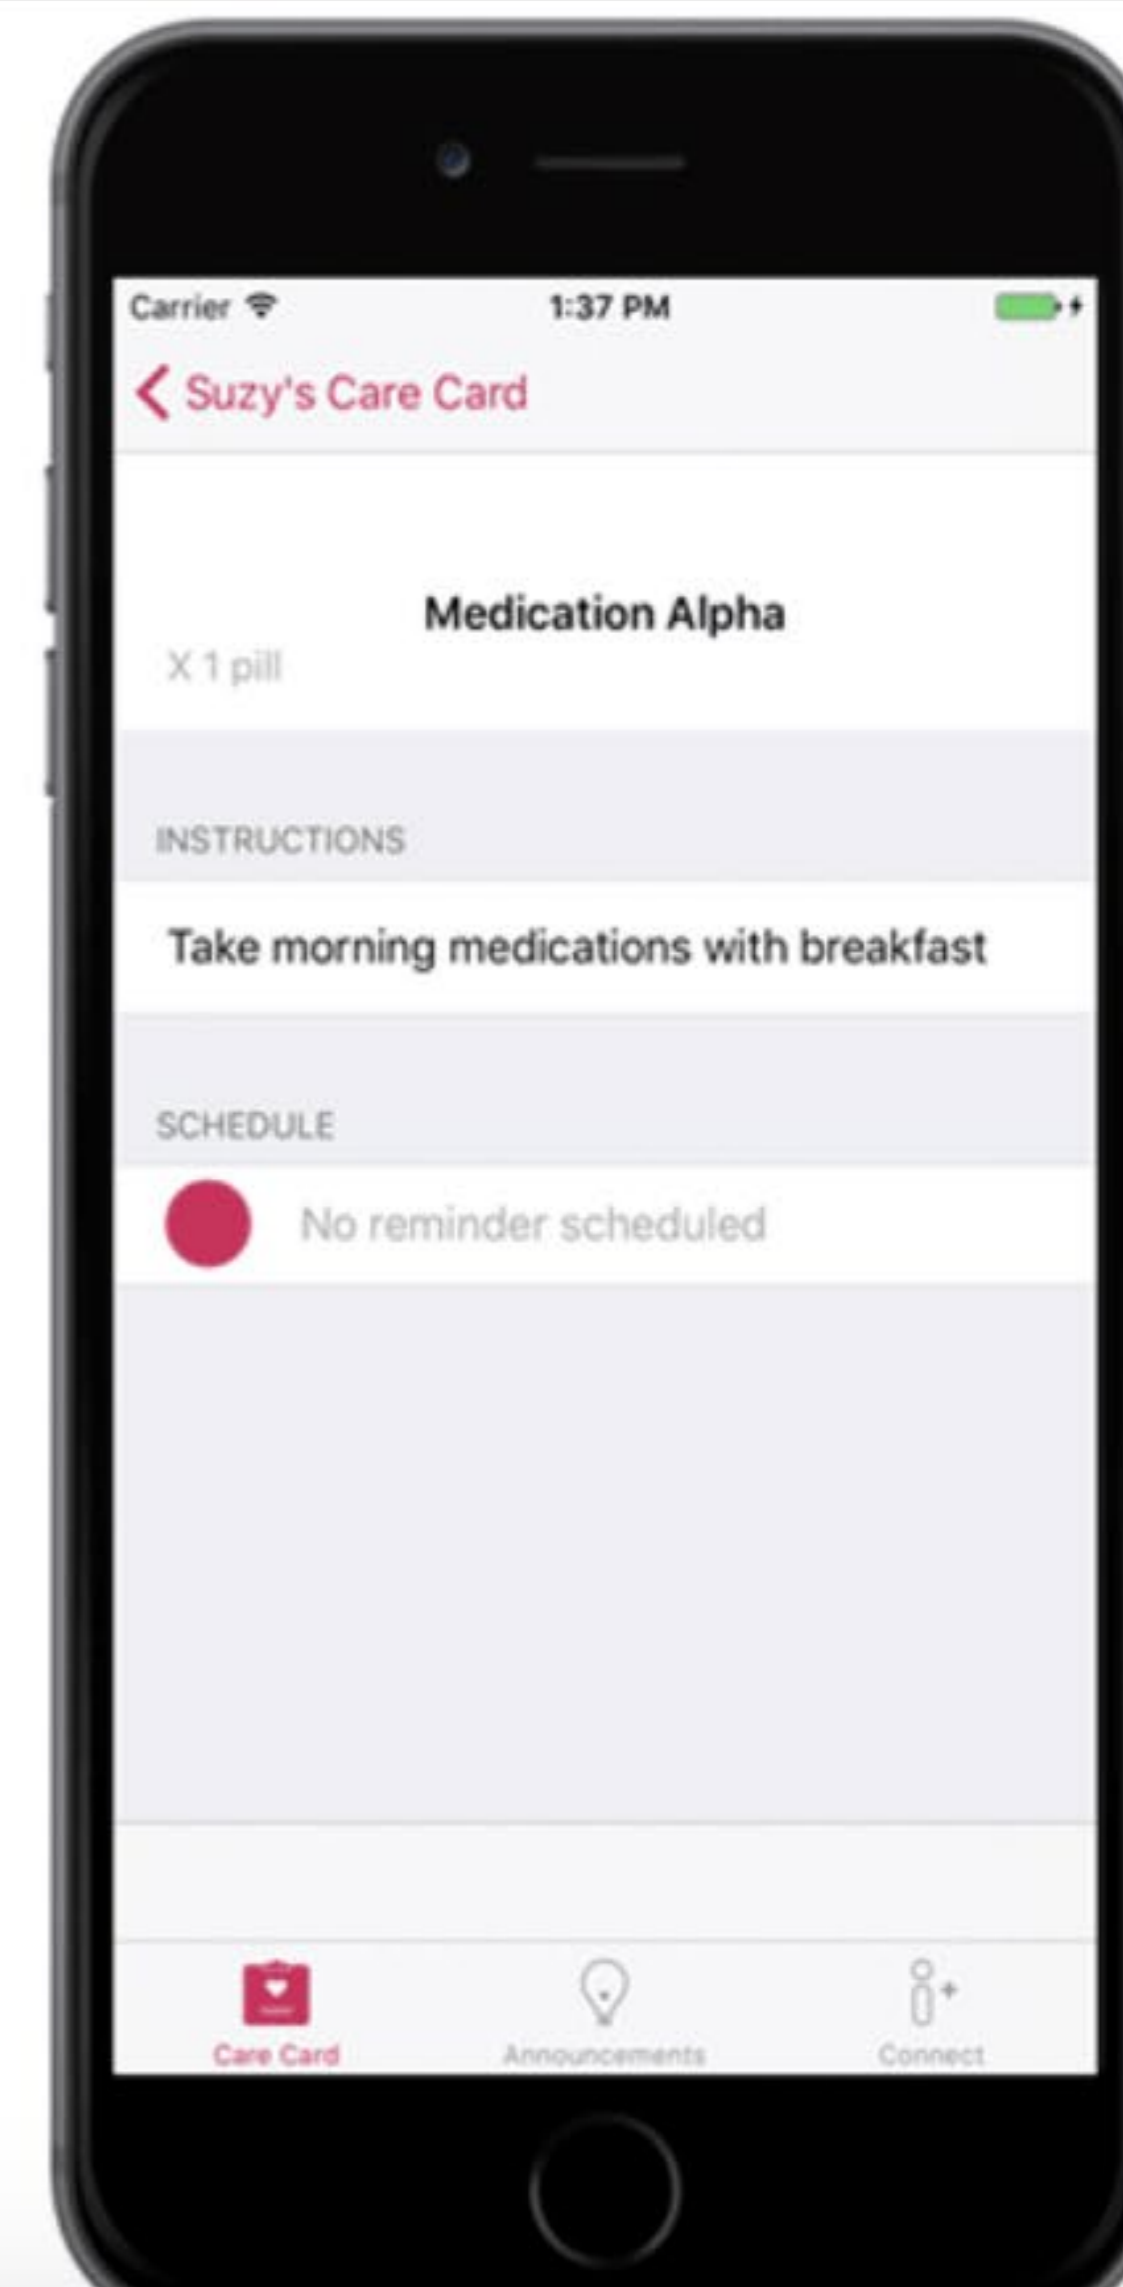 Carrier
1:37 PM
Suzy's Care Card
Medication Alpha
X 1 pill
INSTRUCTIONS
Take morning medications with breakfast
SCHEDULE
No reminder scheduled
Care Card
Announcements
Connect